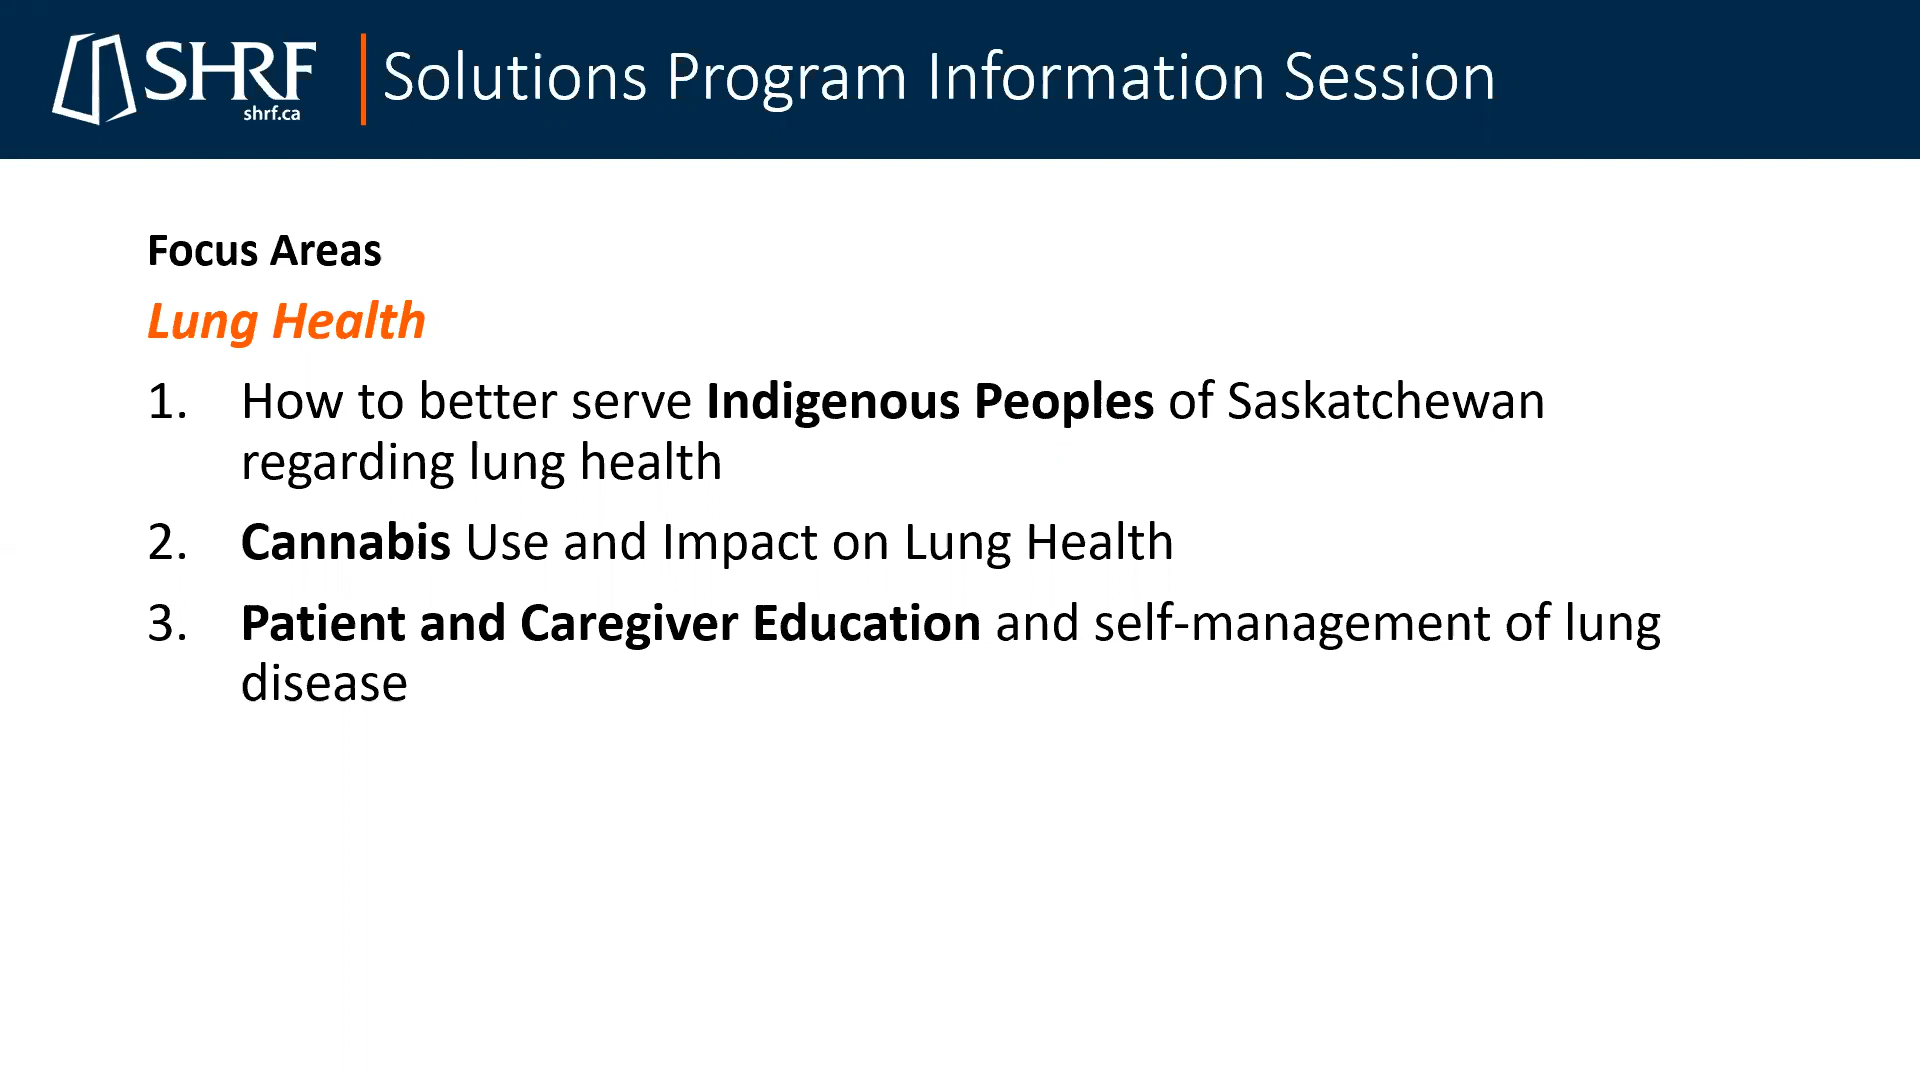 SHRF
shrf.ca
Solutions Program Information Session
Focus Areas
Lung Health
1. How to better serve Indigenous Peoples of Saskatchewan
regarding lung health
2. Cannabis Use and Impact on Lung Health
3. Patient and Caregiver Education and self-management of lung
disease